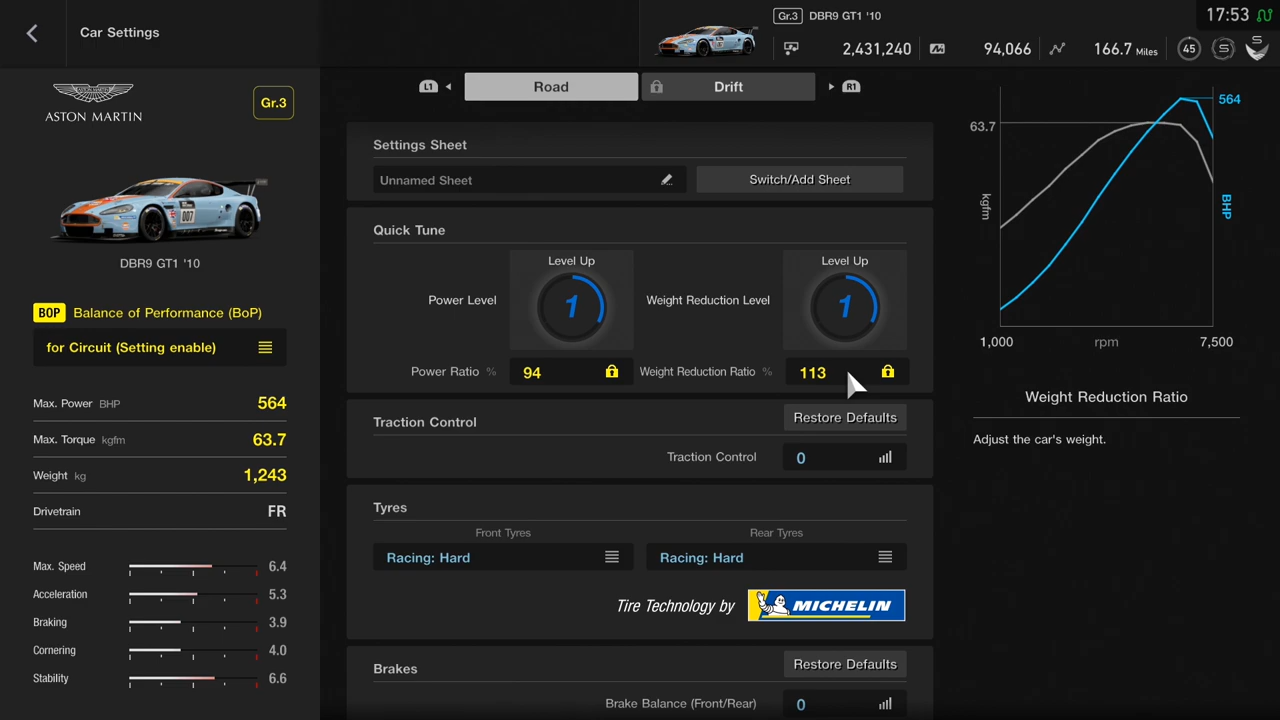 Car Settings
Gr.3 DBR9 GT1 '10
17:53
2,431,240 94,066 166.7 Miles 45 S S
L1 Road Drift R1
ASTON MARTIN
Gr.3
007
DBR9 GT1 '10
BOP Balance of Performance (BoP)
for Circuit (Setting enable)
Max. Power BHP 564
Max. Torque kgfm 63.7
Weight kg 1,243
Drivetrain FR
Max. Speed 6.4
Acceleration 5.3
Braking 3.9
Cornering 4.0
Stability 6.6
Settings Sheet
Unnamed Sheet Switch/Add Sheet
Quick Tune
Level Up Level Up
Power Level 1 Weight Reduction Level 1
Power Ratio % 94 Weight Reduction Ratio % 113
Traction Control Restore Defaults
Traction Control 0
Tyres
Front Tyres Rear Tyres
Racing: Hard Racing: Hard
Tire Technology by MICHELIN
Brakes Restore Defaults
Brake Balance (Front/Rear) 0
564
63.7
kgfm
BHP
1,000 rpm 7,500
Weight Reduction Ratio
Adjust the car's weight.